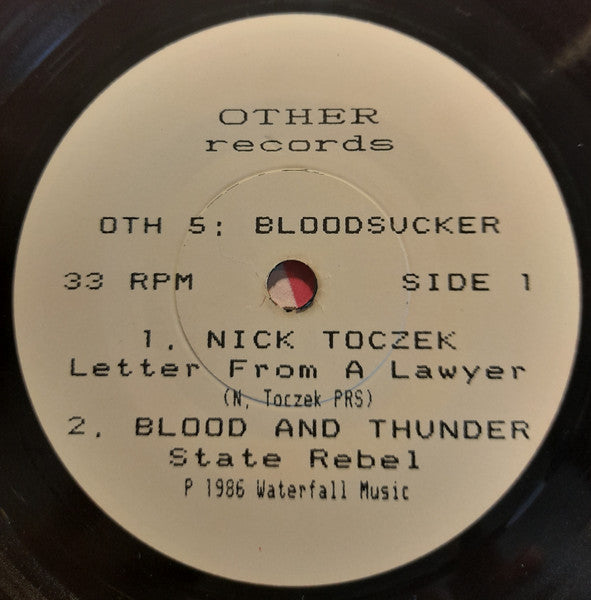 OTHER
records
OTH 5: BLOODSUCKER
33 RPM SIDE 1
1. NICK TOCZEK
Letter From A Lawyer
(N. Toczek PRS)
2. BLOOD AND THUNDER
State Rebel
P 1986 Waterfall Music